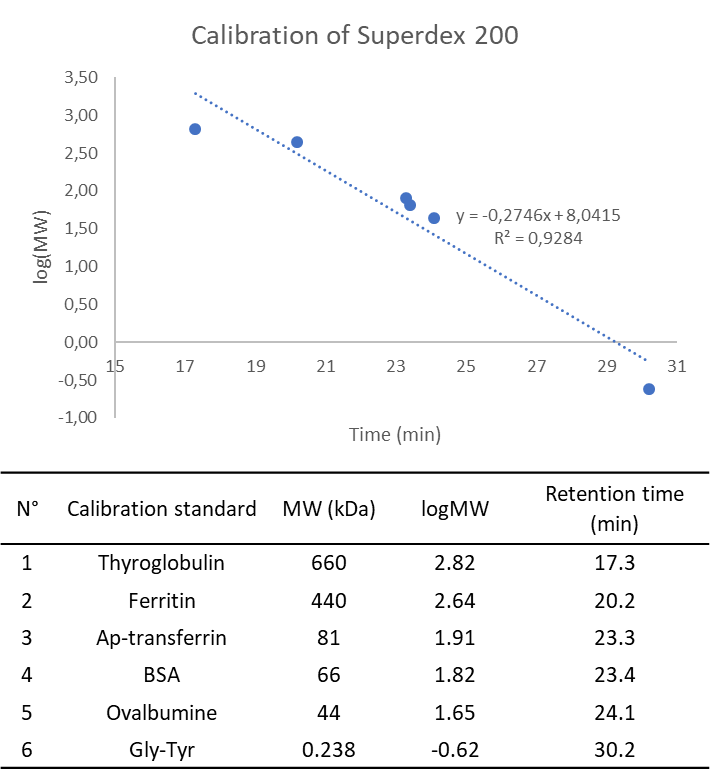 Calibration of Superdex 200
3,50
3,00
2,50
2,00
1,50
1,00
0,50
0,00
-0,50
-1,00
log(MW)
y = -0,2746x + 8,0415
R² = 0,9284
15 17 19 21 23 25 27 29 31
Time (min)
N° Calibration standard MW (kDa) logMW Retention time (min)
1 Thyroglobulin 660 2.82 17.3
2 Ferritin 440 2.64 20.2
3 Ap-transferrin 81 1.91 23.3
4 BSA 66 1.82 23.4
5 Ovalbumine 44 1.65 24.1
6 Gly-Tyr 0.238 -0.62 30.2